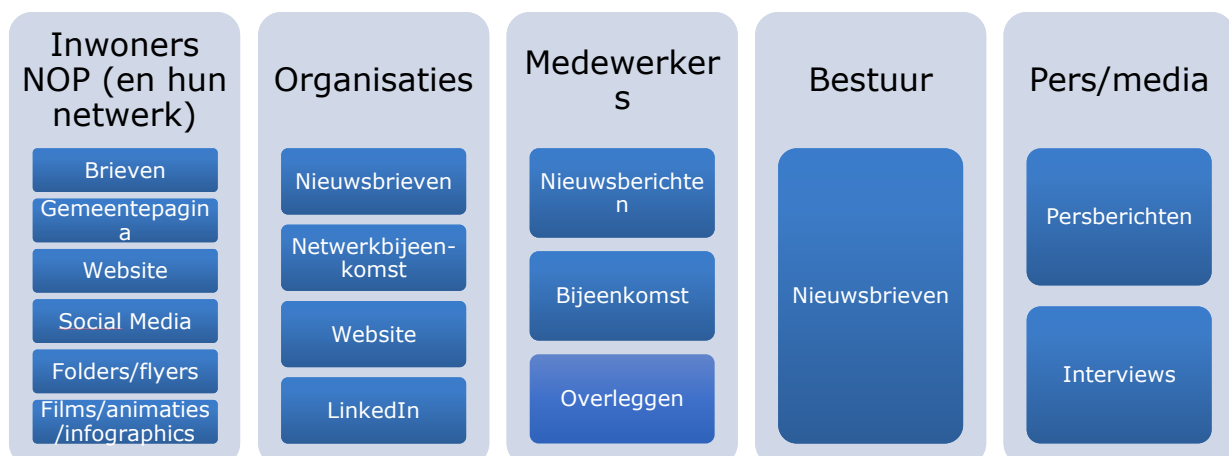 Inwoners
NOP (en hun
netwerk)
Brieven
Gemeentepagin
a
Website
Social Media
Folders/flyers
Films/animaties
/infographics
Organisaties
Nieuwsbrieven
Netwerkbijeen-
komst
Website
LinkedIn
Medewerker
s
Nieuwsberichte
n
Bijeenkomst
Overleggen
Bestuur
Nieuwsbrieven
Pers/media
Persberichten
Interviews